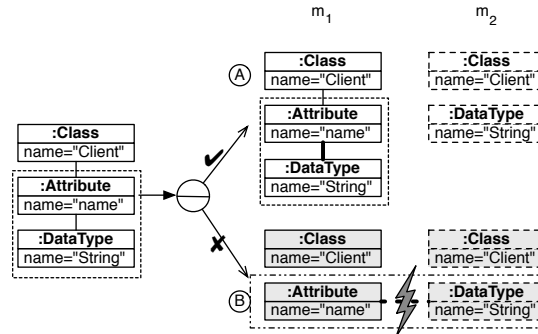 m1 m2
A
:Class
name="Client"
:Class
name="Client"
:Attribute
name="name"
:DataType
name="String"
:DataType
name="String"
:Class
name="Client"
:Attribute
name="name"
:DataType
name="String"
✔
✘
:Class
name="Client"
:Class
name="Client"
B
:Attribute
name="name"
:DataType
name="String"